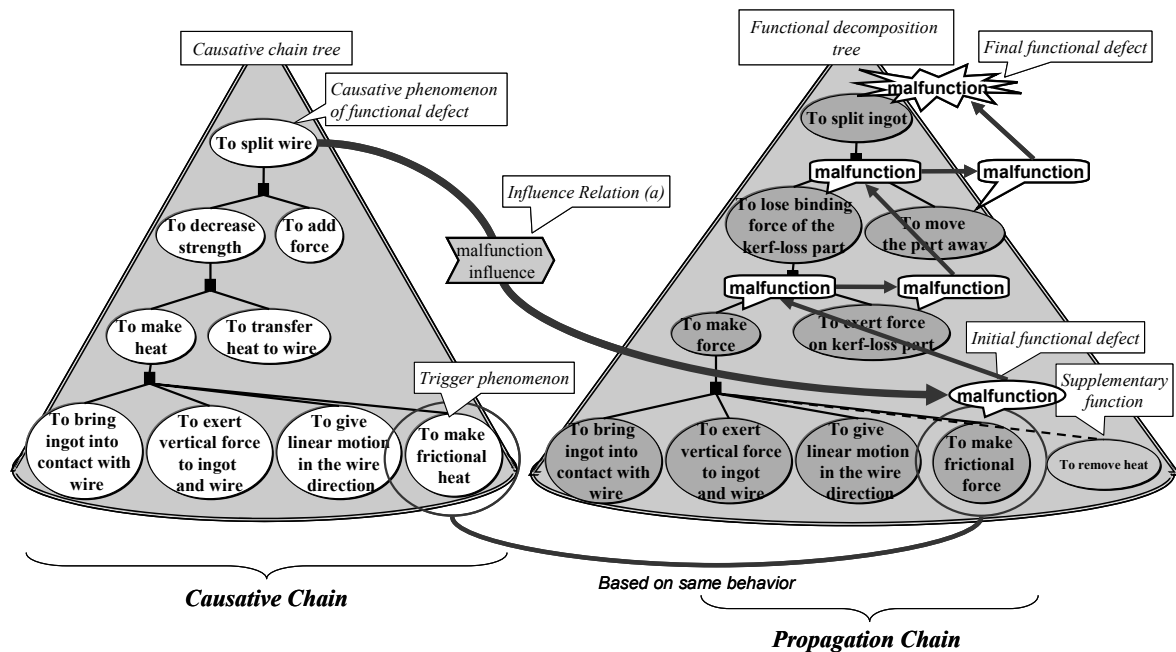 Causative chain tree
Causative phenomenon
of functional defect
To split wire
To decrease
strength
To add
force
To make
heat
To transfer
heat to wire
Trigger phenomenon
To bring
ingot into
contact with
wire
To exert
vertical force
to ingot
and wire
To give
linear motion
in the wire
direction
To make
frictional
heat
Causative Chain
Influence Relation (a)
malfunction
influence
Based on same behavior
Functional decomposition
tree
Final functional defect
malfunction
To split ingot
malfunction
malfunction
To lose binding
force of the
kerf-loss part
To move
the part away
malfunction
malfunction
To make
force
To exert force
on kerf-loss part
Initial functional defect
malfunction
Supplementary
function
To bring
ingot into
contact with
wire
To exert
vertical force
to ingot
and wire
To give
linear motion
in the wire
direction
To make
frictional
force
To remove heat
Propagation Chain